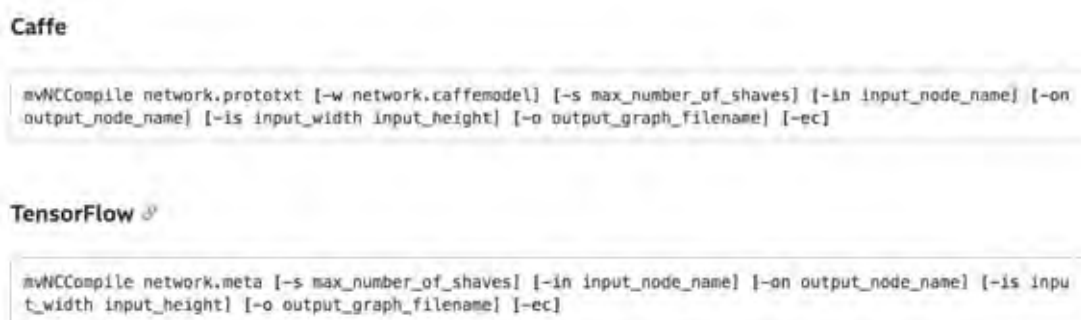 Caffe
mvNCCompile network.prototxt [-w network.caffemodel] [-s max_number_of_shaves] [-in input_node_name] [-on
output_node_name] [-is input_width input_height] [-o output_graph_filename] [-ec]
TensorFlow
mvNCCompile network.meta [-s max_number_of_shaves] [-in input_node_name] [-on output_node_name] [-is inpu
t_width input_height] [-o output_graph_filename] [-ec]